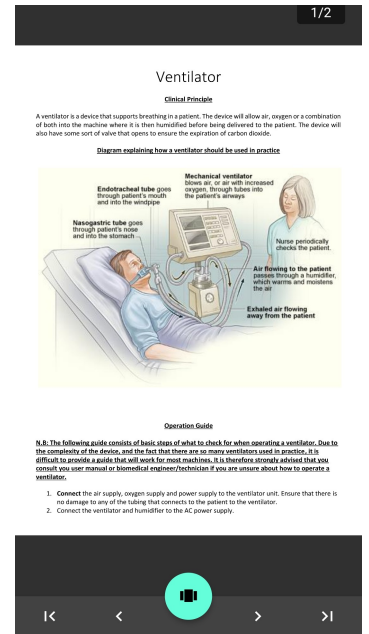 1/2
Ventilator
Clinical Principle
A ventilator is a device that supports breathing in a patient. The device will allow air, oxygen or a combination
of both into the machine where it is then humidified before being delivered to the patient. The device will
also have some sort of valve that opens to ensure the expiration of carbon dioxide.
Diagram explaining how a ventilator should be used in practice
Mechanical ventilator
blows air, or air with increased
oxygen, through tubes into
the patient's airways
Endotracheal tube goes
through patient's mouth
and into the windpipe
Nasogastric tube goes
through patient's nose
and into the stomach
Nurse periodically
checks the patient.
Air flowing to the patient
passes through a humidifier,
which warms and moistens
the air
Exhaled air flowing
away from the patient
Operation Guide
N.B: The following guide consists of basic steps of what to check for when operating a ventilator. Due to
the complexity of the device, and the fact that there are so many ventilators used in practice, it is
difficult to provide a guide that will work for most machines. It is therefore strongly advised that you
consult you user manual or biomedical engineer/technician if you are unsure about how to operate a
ventilator.
1. Connect the air supply, oxygen supply and power supply to the ventilator unit. Ensure that there is
no damage to any of the tubing that connects to the patient to the ventilator.
2. Connect the ventilator and humidifier to the AC power supply.